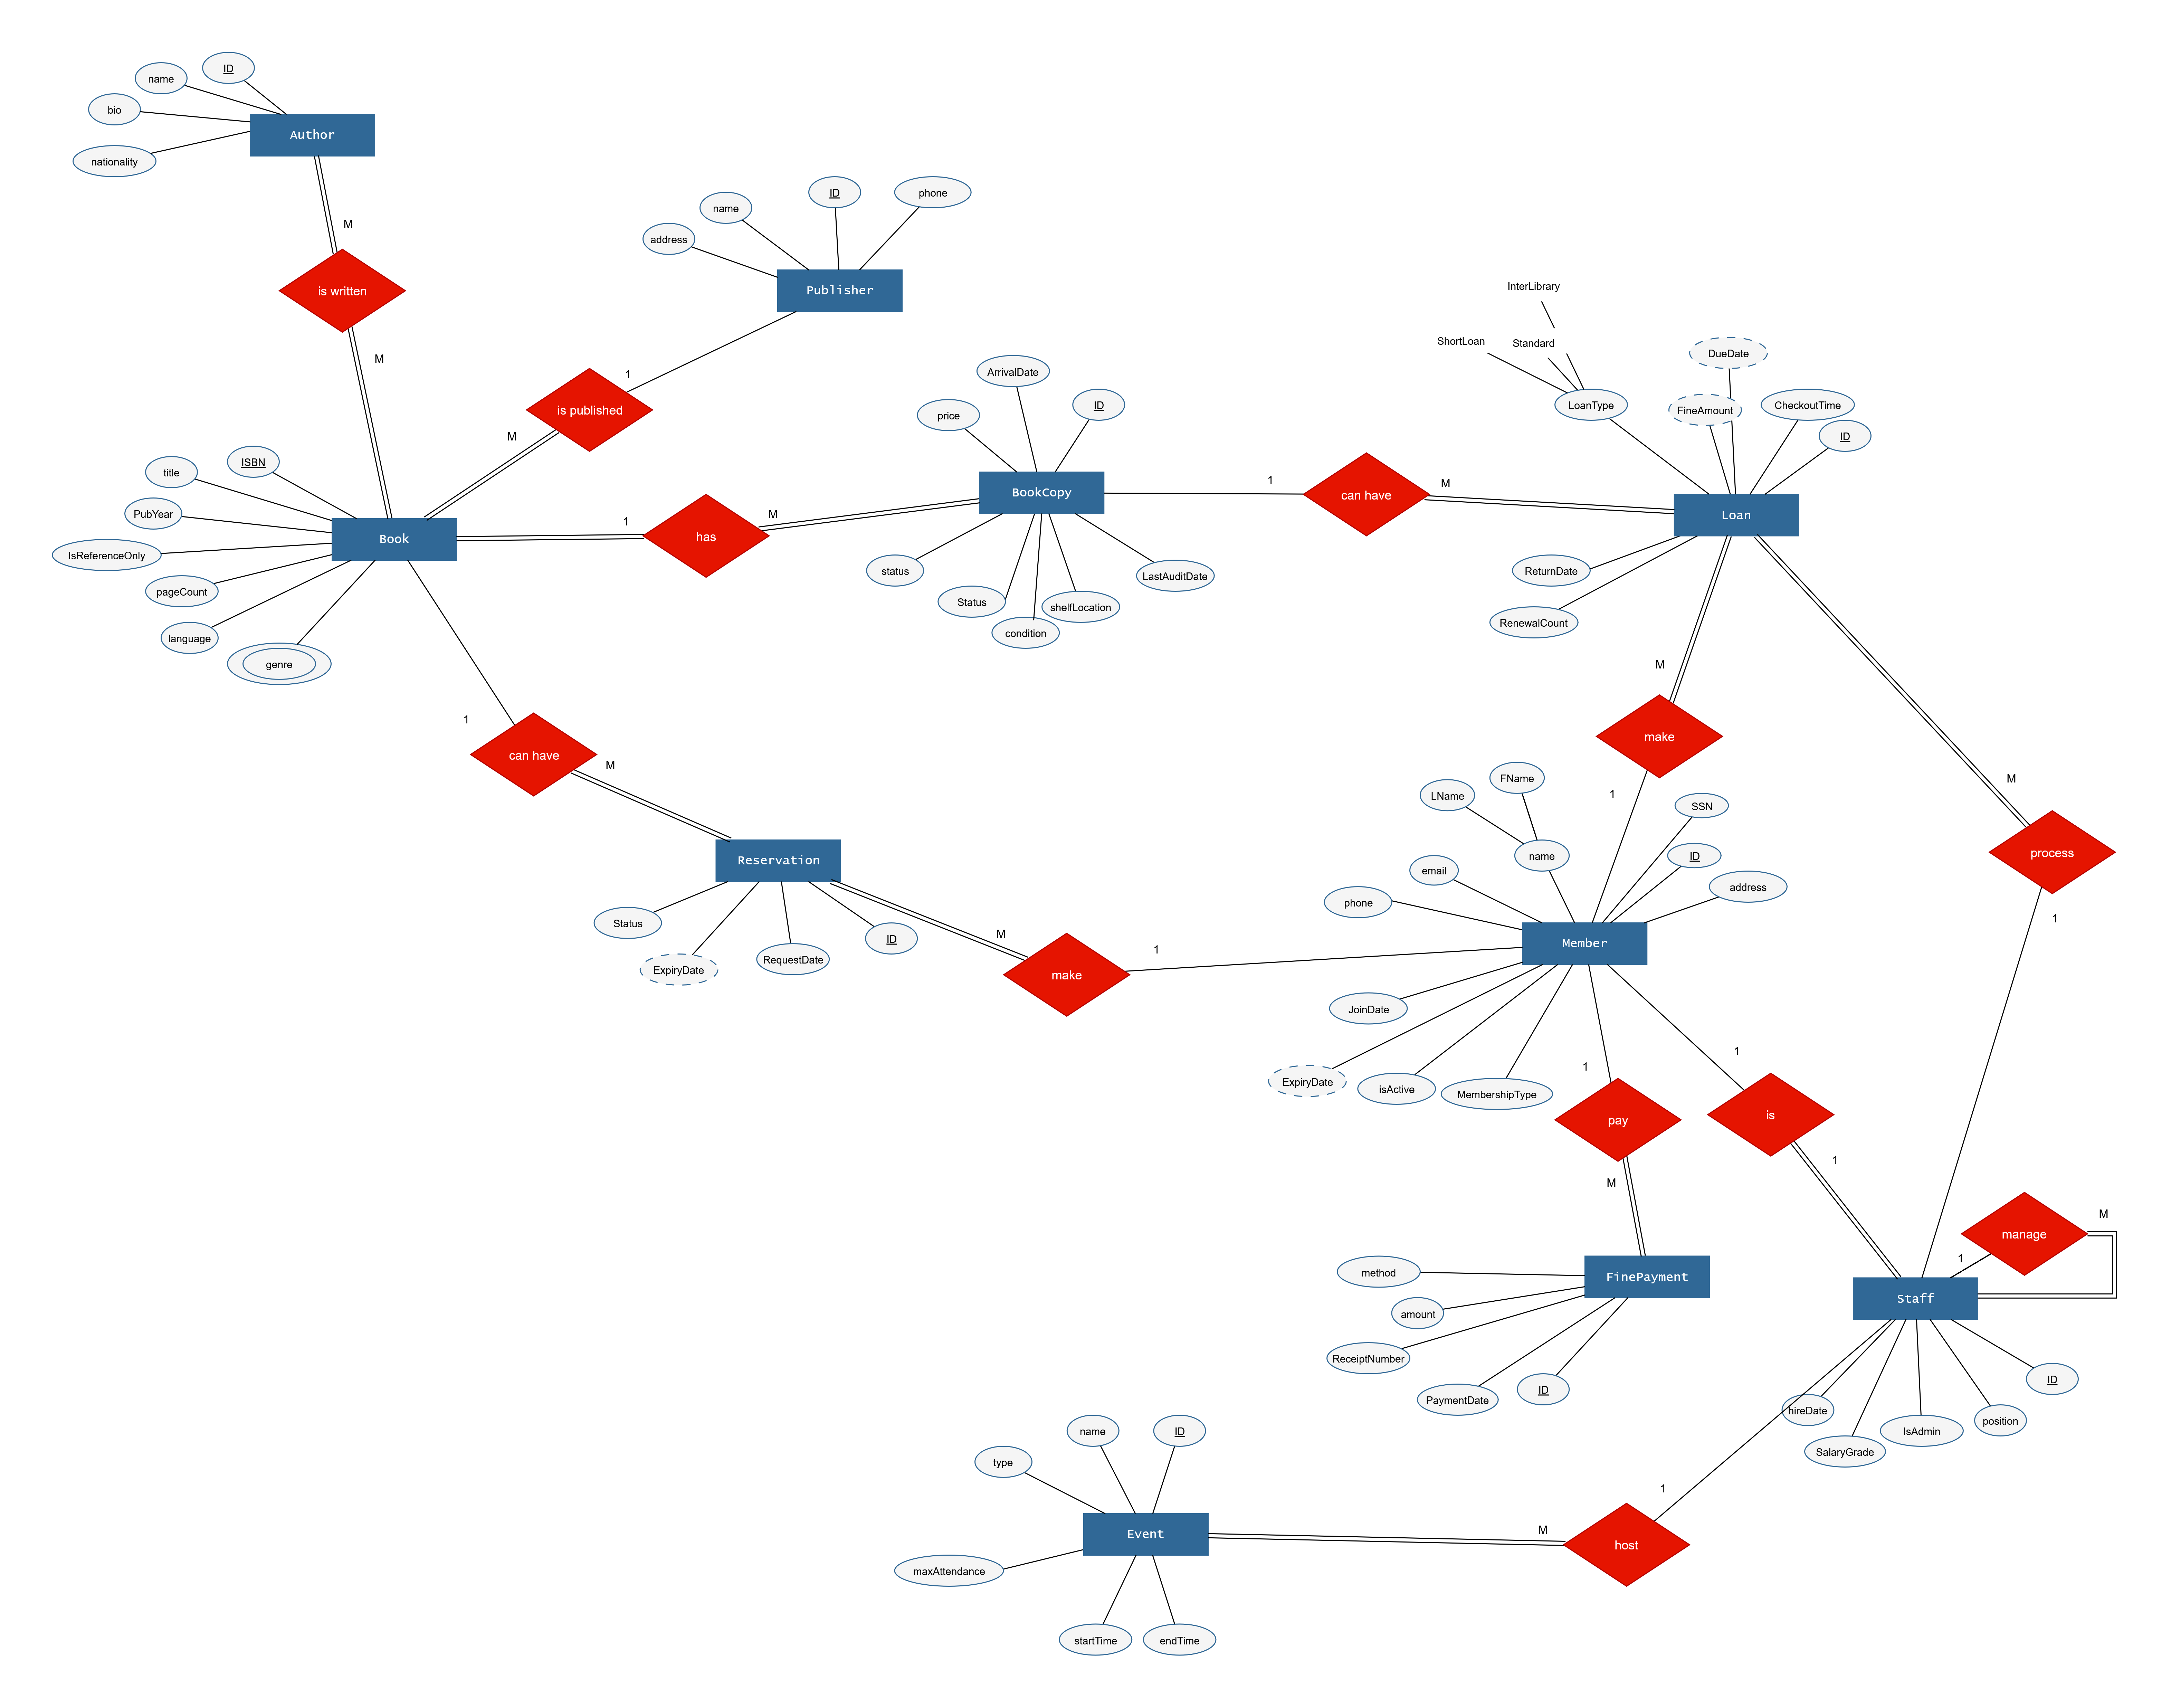 ID
name
bio
nationality
Author
M
is written
M
ID
phone
name
address
Publisher
1
is published
M
ISBN
title
PubYear
IsReferenceOnly
pageCount
language
genre
Book
1
has
M
ArrivalDate
price
ID
BookCopy
status
Status
condition
shelfLocation
LastAuditDate
1
can have
M
InterLibrary
ShortLoan
Standard
LoanType
DueDate
FineAmount
CheckoutTime
ID
Loan
ReturnDate
RenewalCount
M
make
1
M
process
1
1
can have
M
Reservation
Status
ExpiryDate
RequestDate
ID
M
make
1
FName
LName
name
SSN
ID
address
email
phone
Member
JoinDate
ExpiryDate
isActive
MembershipType
1
pay
M
1
is
1
M
manage
1
method
amount
ReceiptNumber
PaymentDate
ID
FinePayment
Staff
hireDate
SalaryGrade
IsAdmin
position
ID
1
host
M
ID
name
type
Event
maxAttendance
startTime
endTime